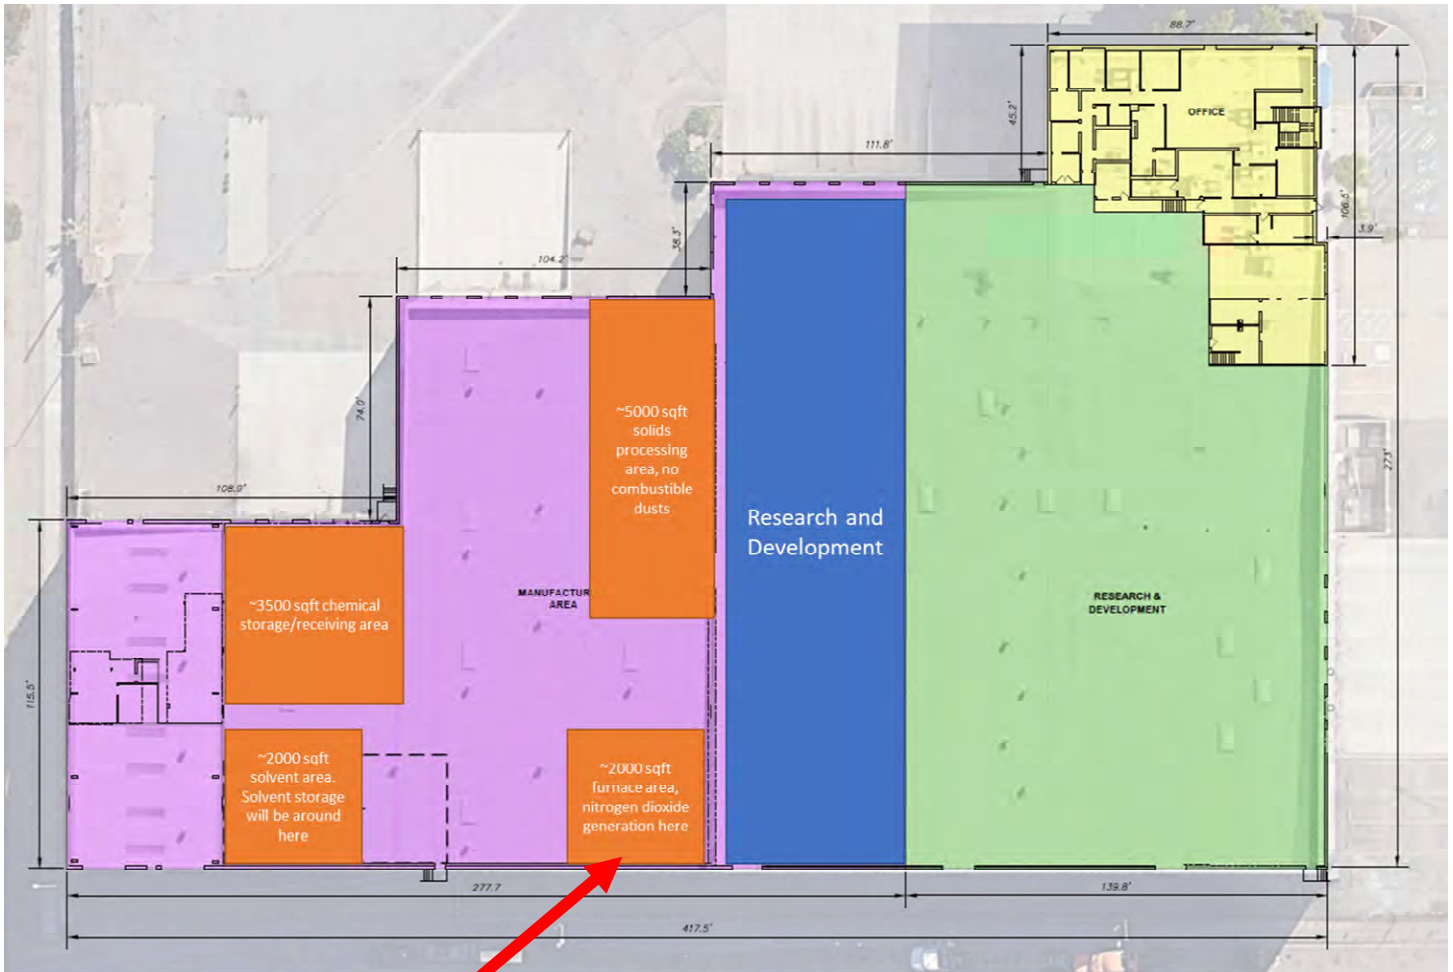 88.7'
45.2'
OFFICE
111.8'
106.5'
3.9'
38.3'
104.2'
74.0'
~5000 sqft
solids
processing
area, no
combustible
dusts
273'
108.9'
Research and
Development
MANUFACTUR
AREA
~3500 sqft chemical
storage/receiving area
RESEARCH &
DEVELOPMENT
115.5'
~2000 sqft
solvent area.
Solvent storage
will be around
here
~2000 sqft
furnace area,
nitrogen dioxide
generation here
277.7
139.8'
417.5'